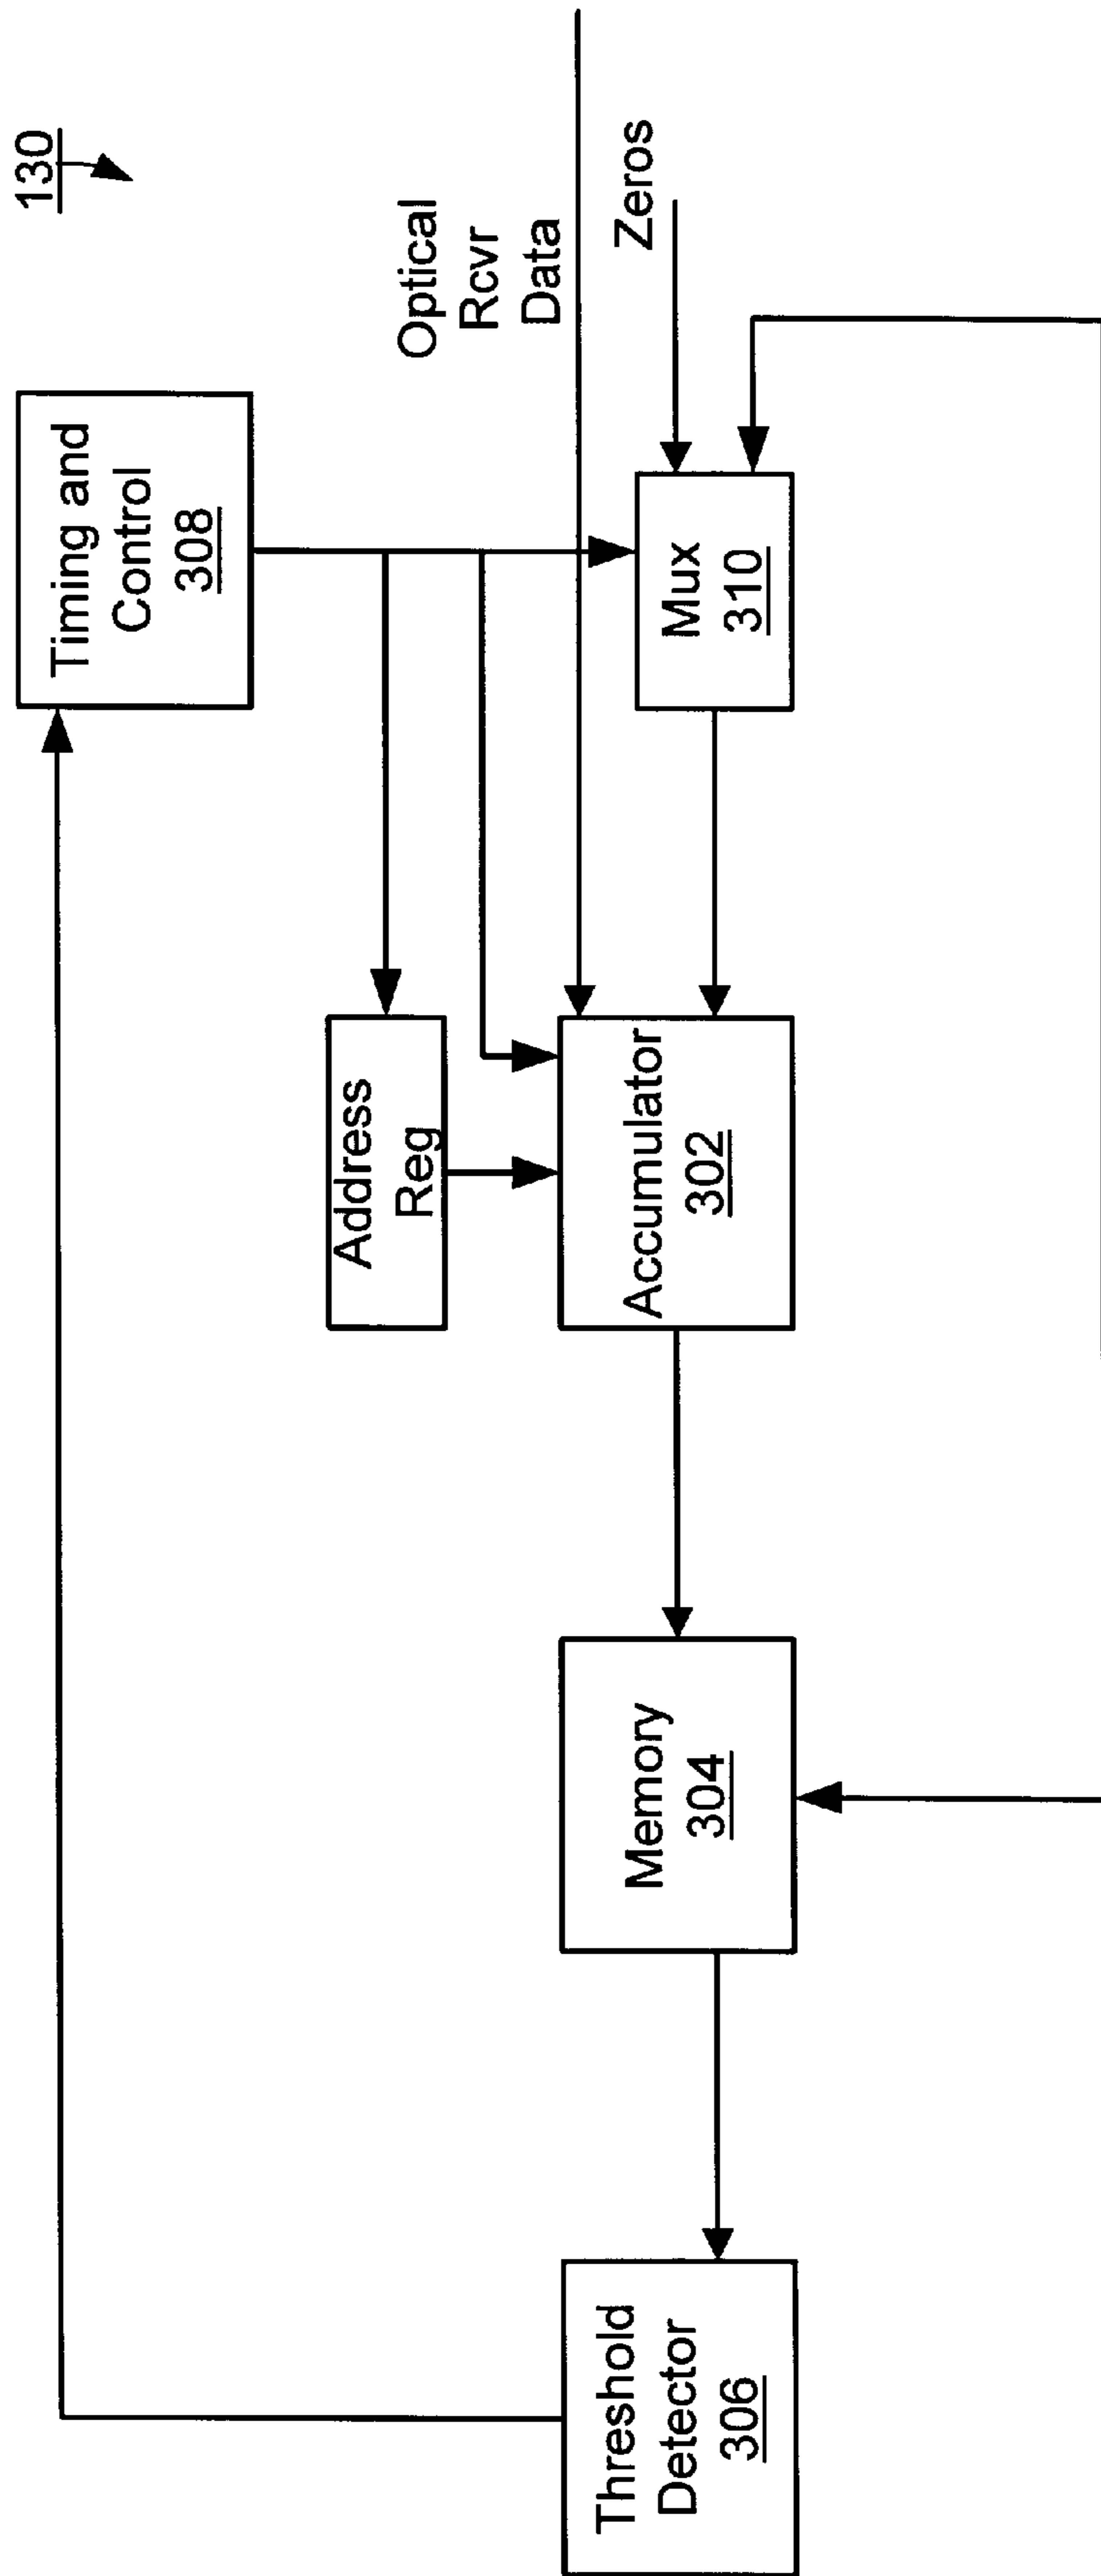 130
Timing and
Control
308
Optical
Rcvr
Data
Zeros
Address
Reg
Mux
310
Accumulator
302
Memory
304
Threshold
Detector
306